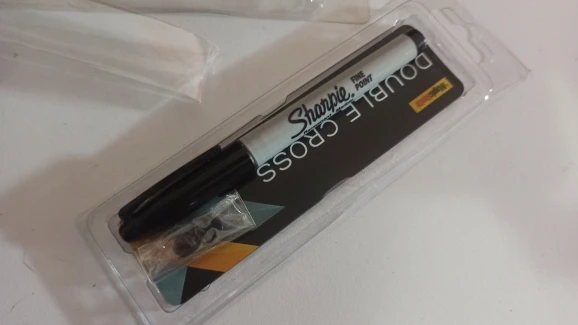 Sharpie
FINE
POINT
DOUBLE CROSS